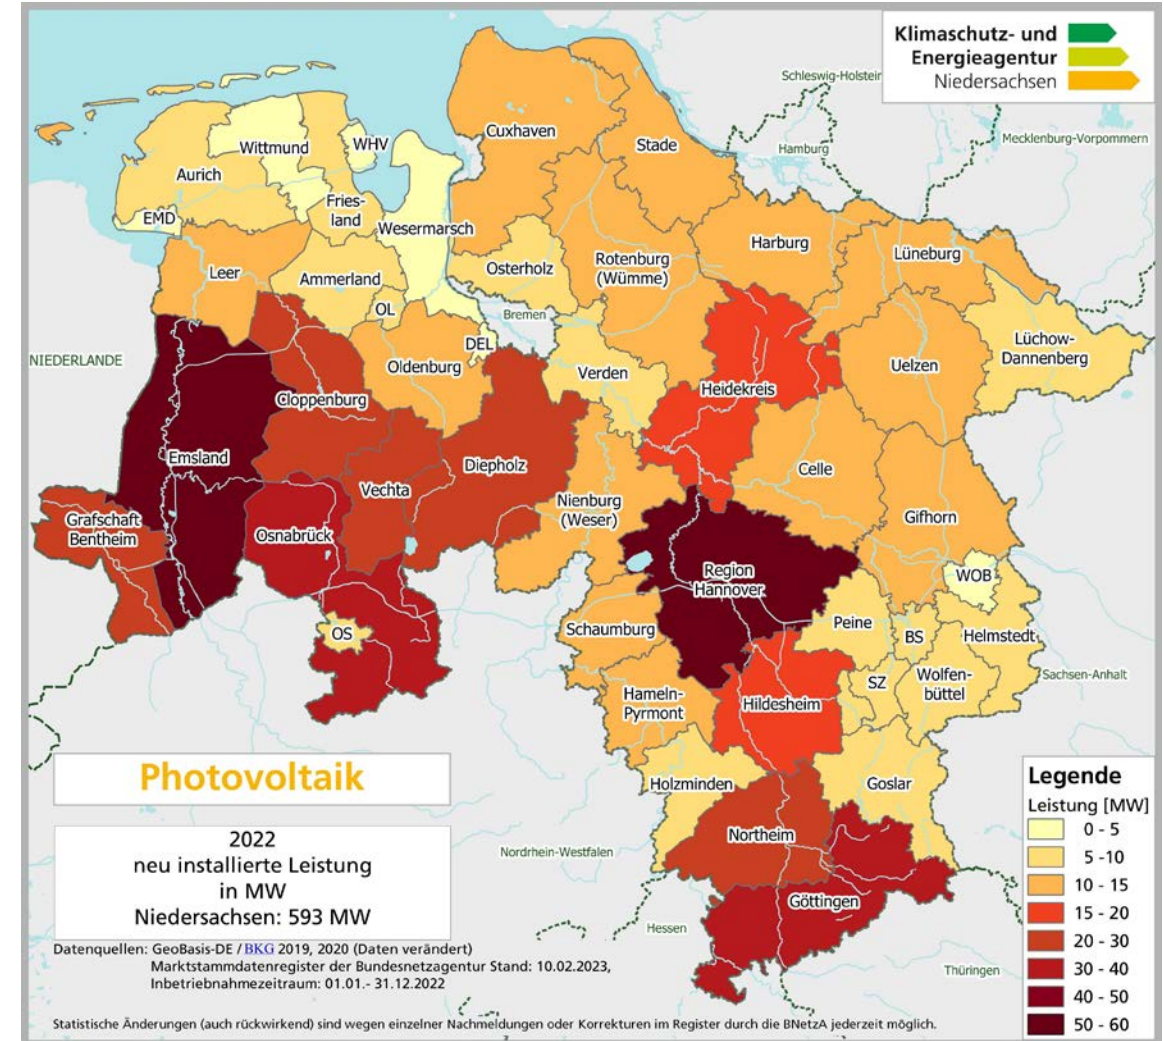 Klimaschutz- und
Energieagentur
Niedersachsen
Schleswig-Holstein
Mecklenburg-Vorpommern
Hamburg
Cuxhaven
Stade
Wittmund
WHV
Aurich
Fries-
land
EMD
Wesermarsch
Harburg
Lüneburg
Rotenburg
(Wümme)
Osterholz
Leer
Ammerland
OL
Bremen
DEL
Lüchow-
Dannenberg
NIEDERLANDE
Oldenburg
Verden
Heidekreis
Uelzen
Cloppenburg
Emsland
Diepholz
Celle
Vechta
Nienburg
(Weser)
Gifhorn
Grafschaft
Bentheim
Osnabrück
Region
Hannover
WOB
OS
Schaumburg
Peine
BS
Helmstedt
Wolfen-
büttel
Sachsen-Anhalt
SZ
Hameln-
Pyrmont
Hildesheim
Holzminden
Goslar
Northeim
Nordrhein-Westfalen
Göttingen
Hessen
Thüringen
Photovoltaik
2022
neu installierte Leistung
in MW
Niedersachsen: 593 MW
Legende
Leistung [MW]
0 - 5
5 -10
10 - 15
15 - 20
20 - 30
30 - 40
40 - 50
50 - 60
Datenquellen: GeoBasis-DE / BKG 2019, 2020 (Daten verändert)
Marktstammdatenregister der Bundesnetzagentur Stand: 10.02.2023,
Inbetriebnahmezeitraum: 01.01.- 31.12.2022
Statistische Änderungen (auch rückwirkend) sind wegen einzelner Nachmeldungen oder Korrekturen im Register durch die BNetzA jederzeit möglich.